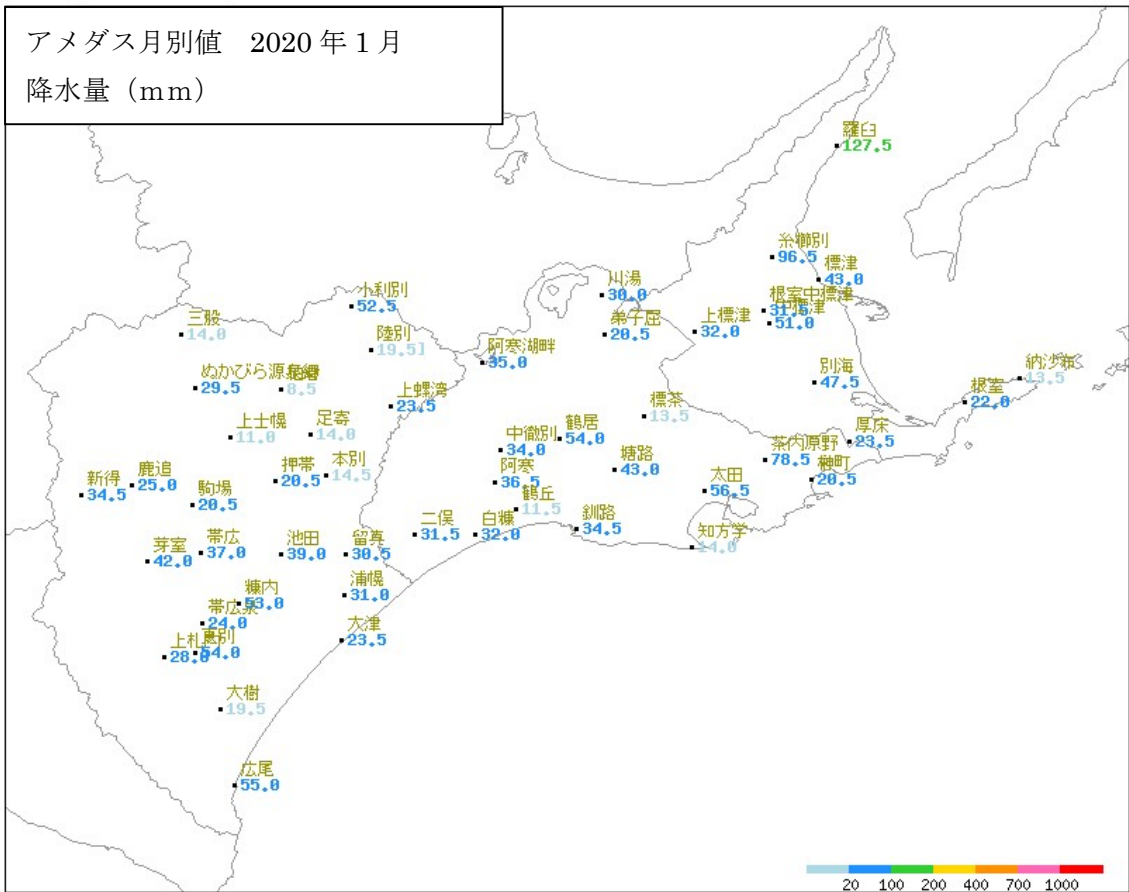 アメダス月別値　2020年1月
降水量（mm）
羅臼
127.5
糸櫛別
96.5
標津
43.0
川湯
30.0
根室中標津
31.5
51.0
小利別
52.5
上標津
32.0
弟子屈
20.5
三股
14.0
陸別
19.5]
阿寒湖畔
35.0
納沙布
13.5
ぬかびら源泉郷
29.5
8.5
別海
47.5
根室
22.0
上螺湾
23.5
標茶
13.5
足寄
14.0
上士幌
11.0
鶴居
54.0
厚床
23.5
中徹別
34.0
茶内原野
78.5
塘路
43.0
本別
14.5
押帯
20.5
鹿追
25.0
新得
34.5
阿寒
36.5
太田
56.5
榊町
20.5
駒場
20.5
鶴丘
11.5
釧路
34.5
二俣
31.5
白糠
32.0
知方学
14.0
帯広
37.0
芽室
42.0
池田
39.0
留真
30.5
浦幌
31.0
糠内
53.0
帯広泉
24.0
54.0
上札
28.0
大津
23.5
大樹
19.5
広尾
55.0
20 100 200 400 700 1000